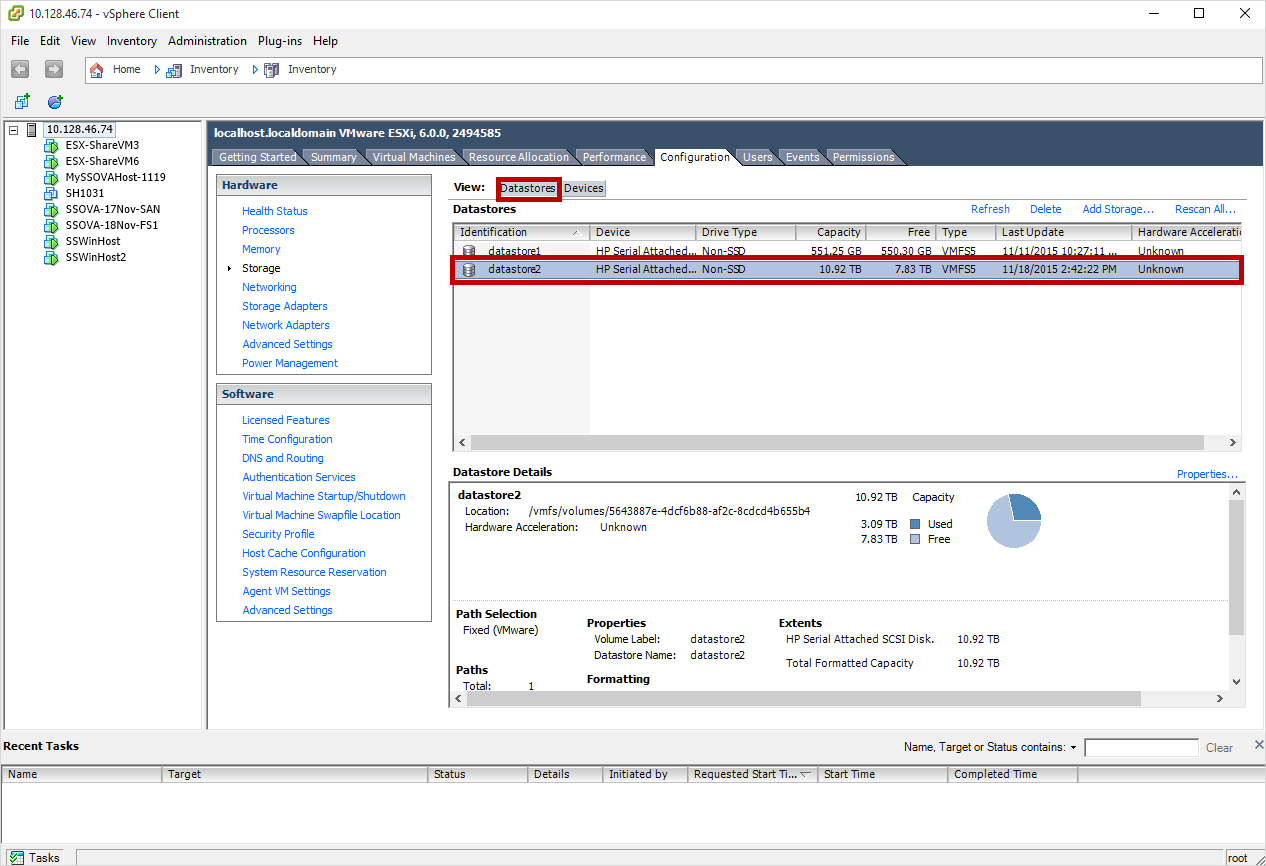 10.128.46.74 - vSphere Client
File Edit View Inventory Administration Plug-ins Help
Home Inventory Inventory
10.128.46.74
ESX-ShareVM3
ESX-ShareVM6
MySSOVAHost-1119
SH1031
SSOVA-17Nov-SAN
SSOVA-18Nov-FS1
SSWinHost
SSWinHost2
localhost.localdomain VMware ESXi, 6.0.0, 2494585
Getting Started Summary Virtual Machines Resource Allocation Performance Configuration Users Events Permissions
Hardware
Health Status
Processors
Memory
Storage
Networking
Storage Adapters
Network Adapters
Advanced Settings
Power Management
Software
Licensed Features
Time Configuration
DNS and Routing
Authentication Services
Virtual Machine Startup/Shutdown
Virtual Machine Swapfile Location
Security Profile
Host Cache Configuration
System Resource Reservation
Agent VM Settings
Advanced Settings
View: Datastores Devices
Datastores Refresh Delete Add Storage... Rescan All...
Identification Device Drive Type Capacity Free Type Last Update Hardware Acceleratio
datastore1 HP Serial Attached... Non-SSD 551.25 GB 550.30 GB VMFS5 11/11/2015 10:27:11 ... Unknown
datastore2 HP Serial Attached... Non-SSD 10.92 TB 7.83 TB VMFS5 11/18/2015 2:42:22 PM Unknown
Datastore Details Properties...
datastore2 10.92 TB Capacity
Location: /vmfs/volumes/5643887e-4dcf6b88-af2c-8cdcd4b655b4
Hardware Acceleration: Unknown
3.09 TB Used
7.83 TB Free
Path Selection
Fixed (VMware)
Paths
Total: 1
Properties
Volume Label: datastore2
Datastore Name: datastore2
Formatting
Extents
HP Serial Attached SCSI Disk. 10.92 TB
Total Formatted Capacity 10.92 TB
Recent Tasks Name, Target or Status contains: Clear
Name Target Status Details Initiated by Requested Start Ti... Start Time Completed Time
Tasks root